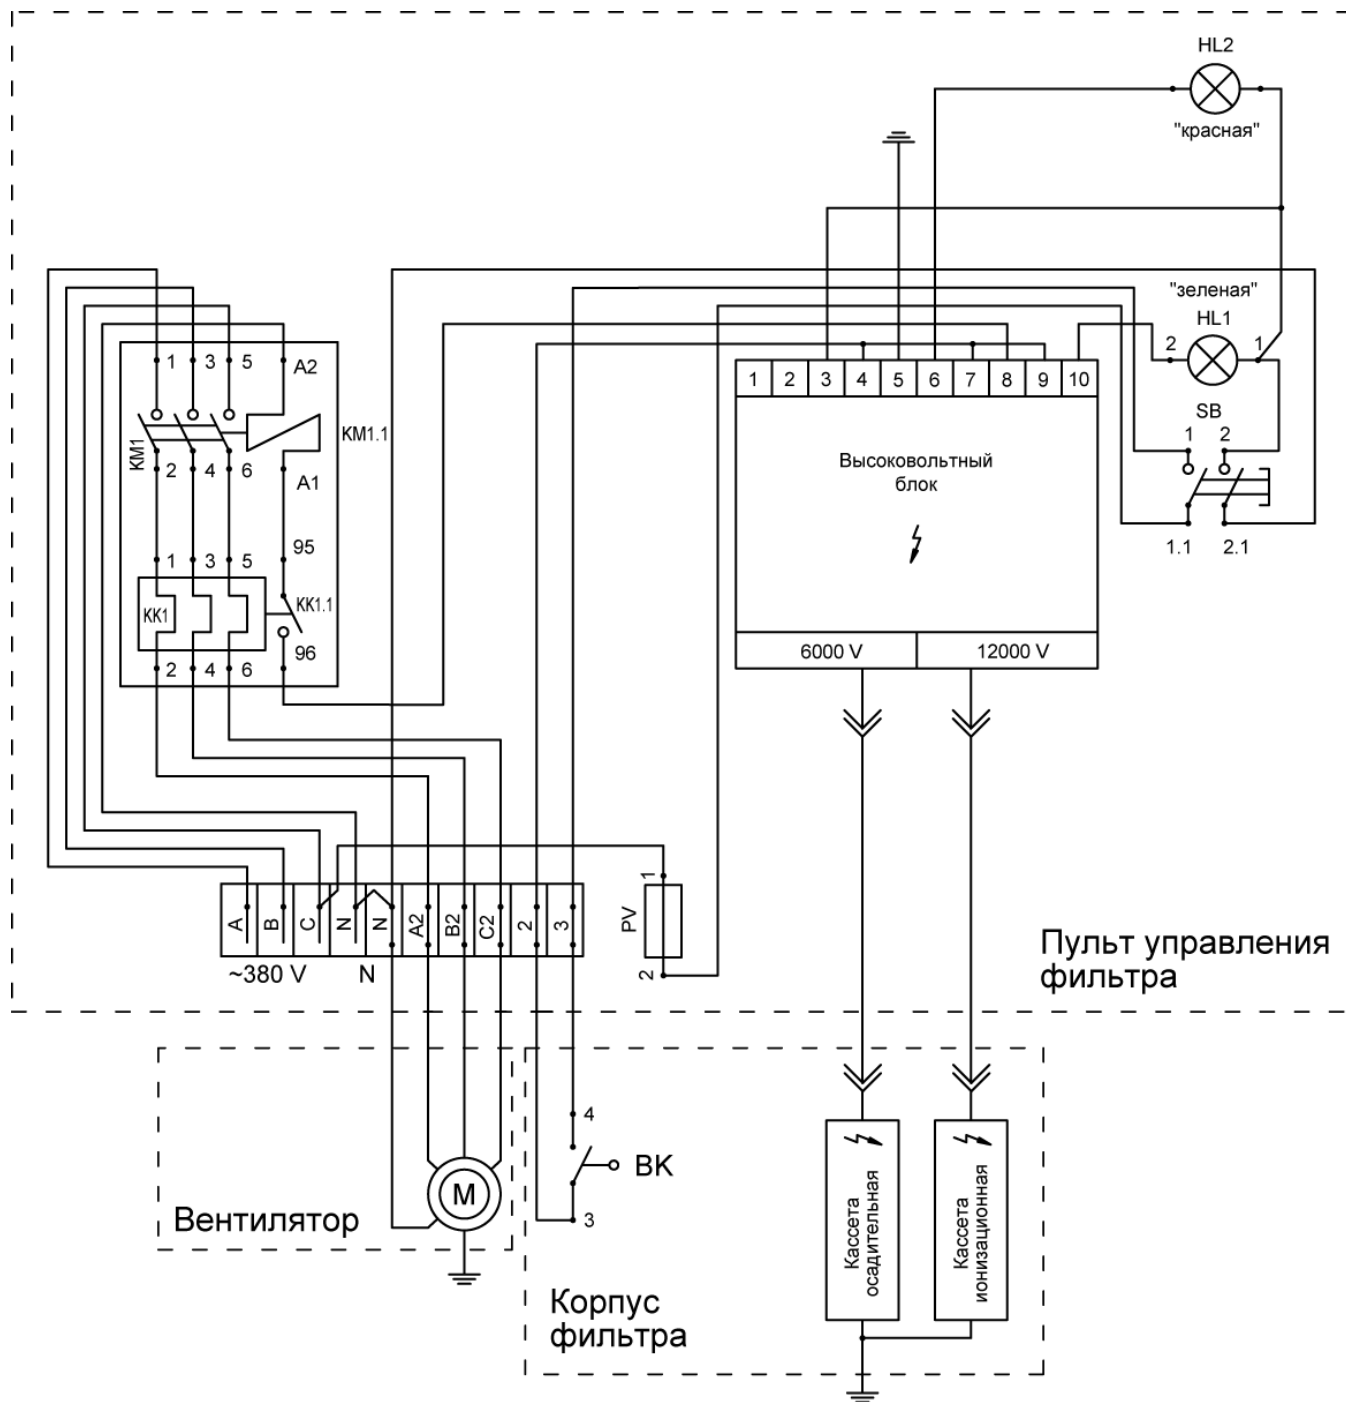 HL2
"красная"
"зеленая"
HL1
2
1
SB
1 2
1.1 2.1
1 3 5 A2
KM1
KM1.1
2 4 6 A1
95
1 3 5
KK1
KK1.1
96
2 4 6
1 2 3 4 5 6 7 8 9 10
Высоковольтный
блок
6000 V
12000 V
A B C N N A2 B2 C2 2 3
~380 V N
1
PV
2
Пульт управления
фильтра
4
BK
3
M
Вентилятор
Кассета
осадительная
Кассета
ионизационная
Корпус
фильтра